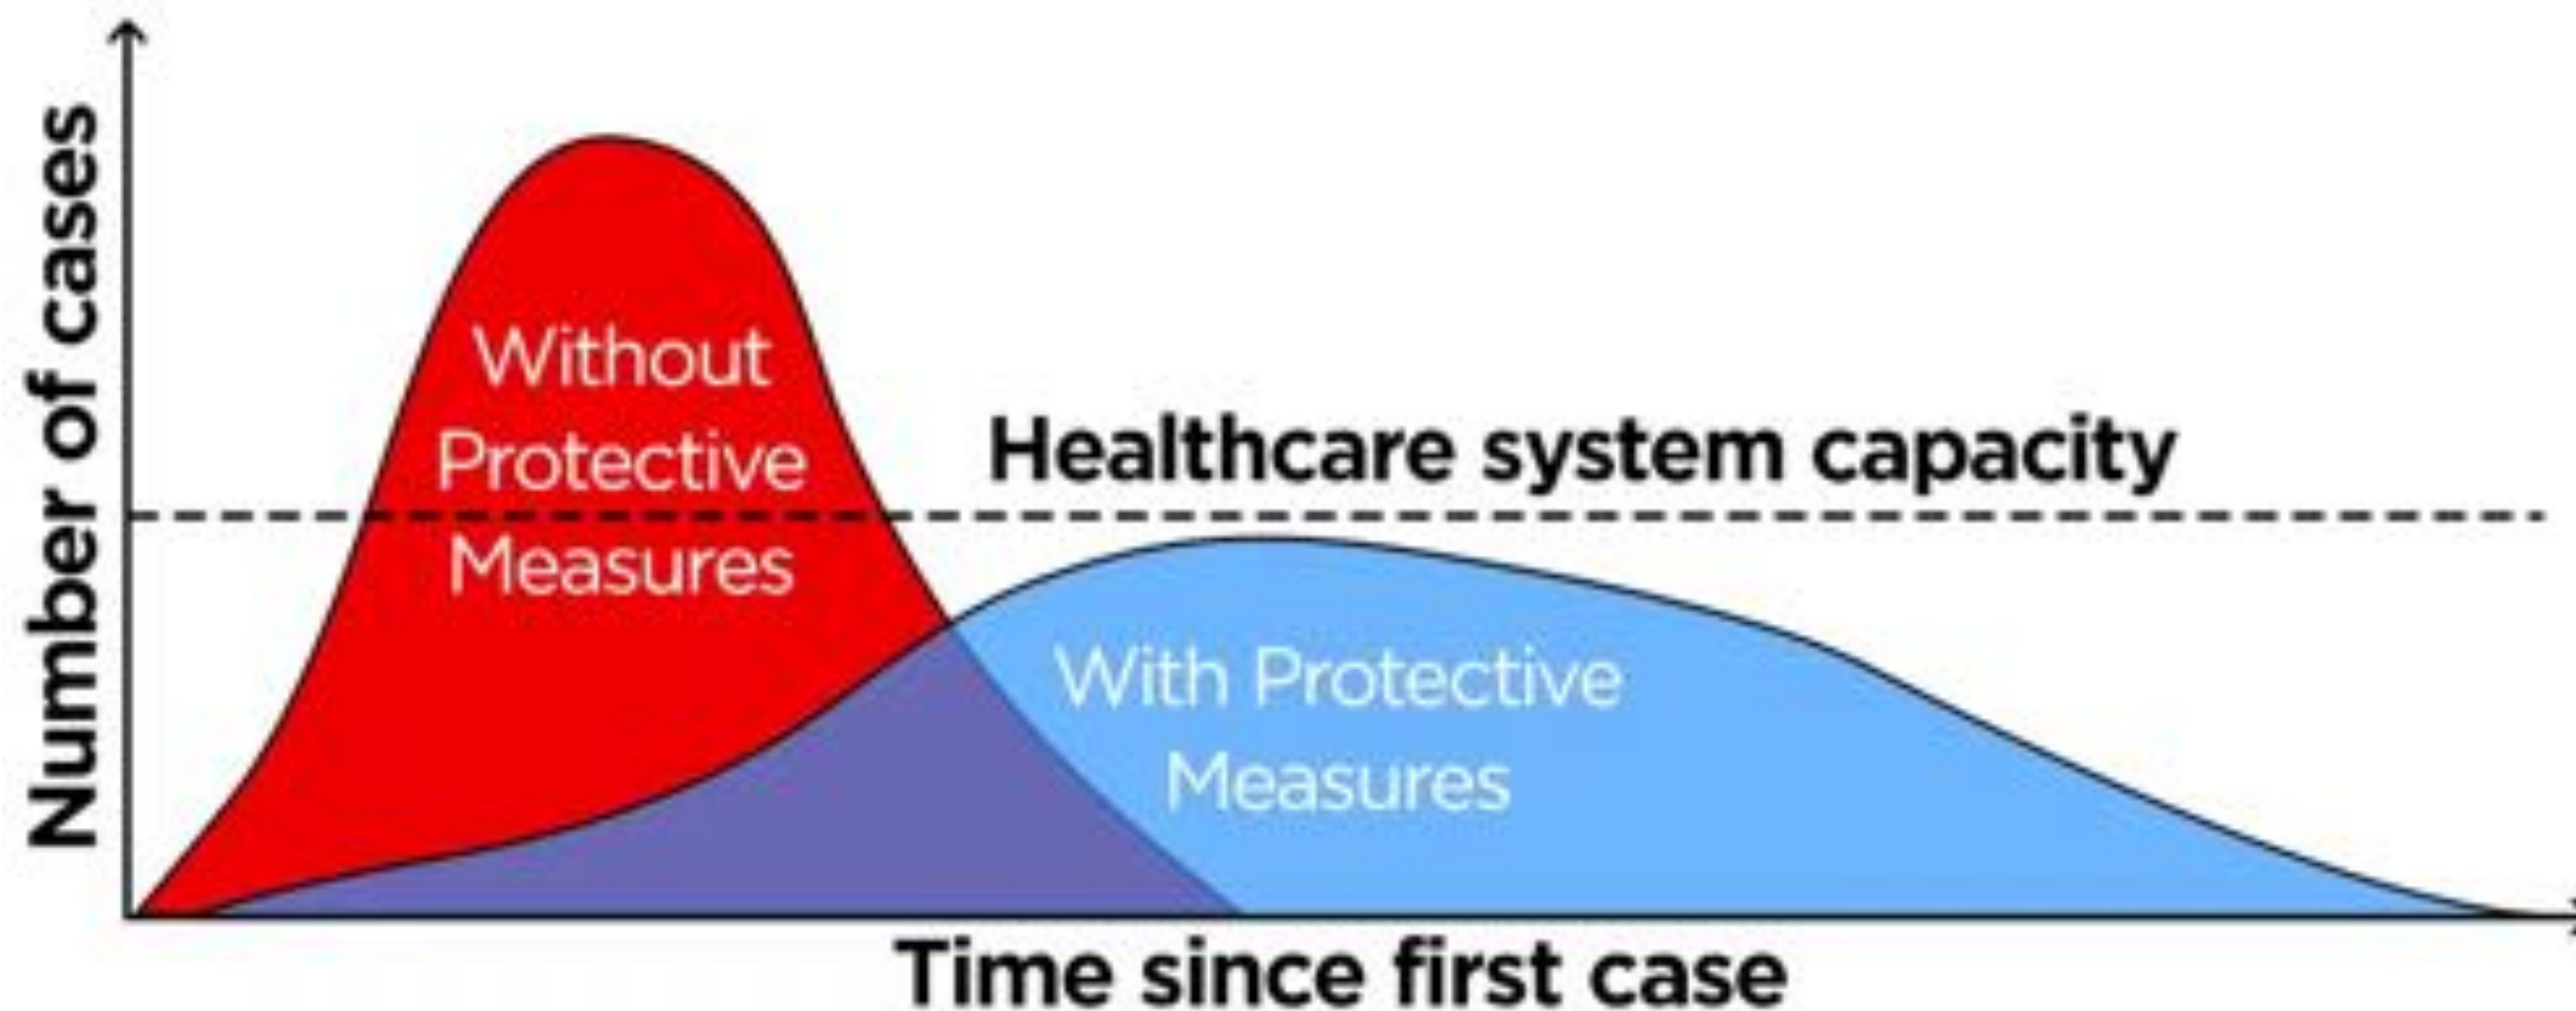 Number of cases
Without
Protective
Measures
Healthcare system capacity
With Protective
Measures
Time since first case